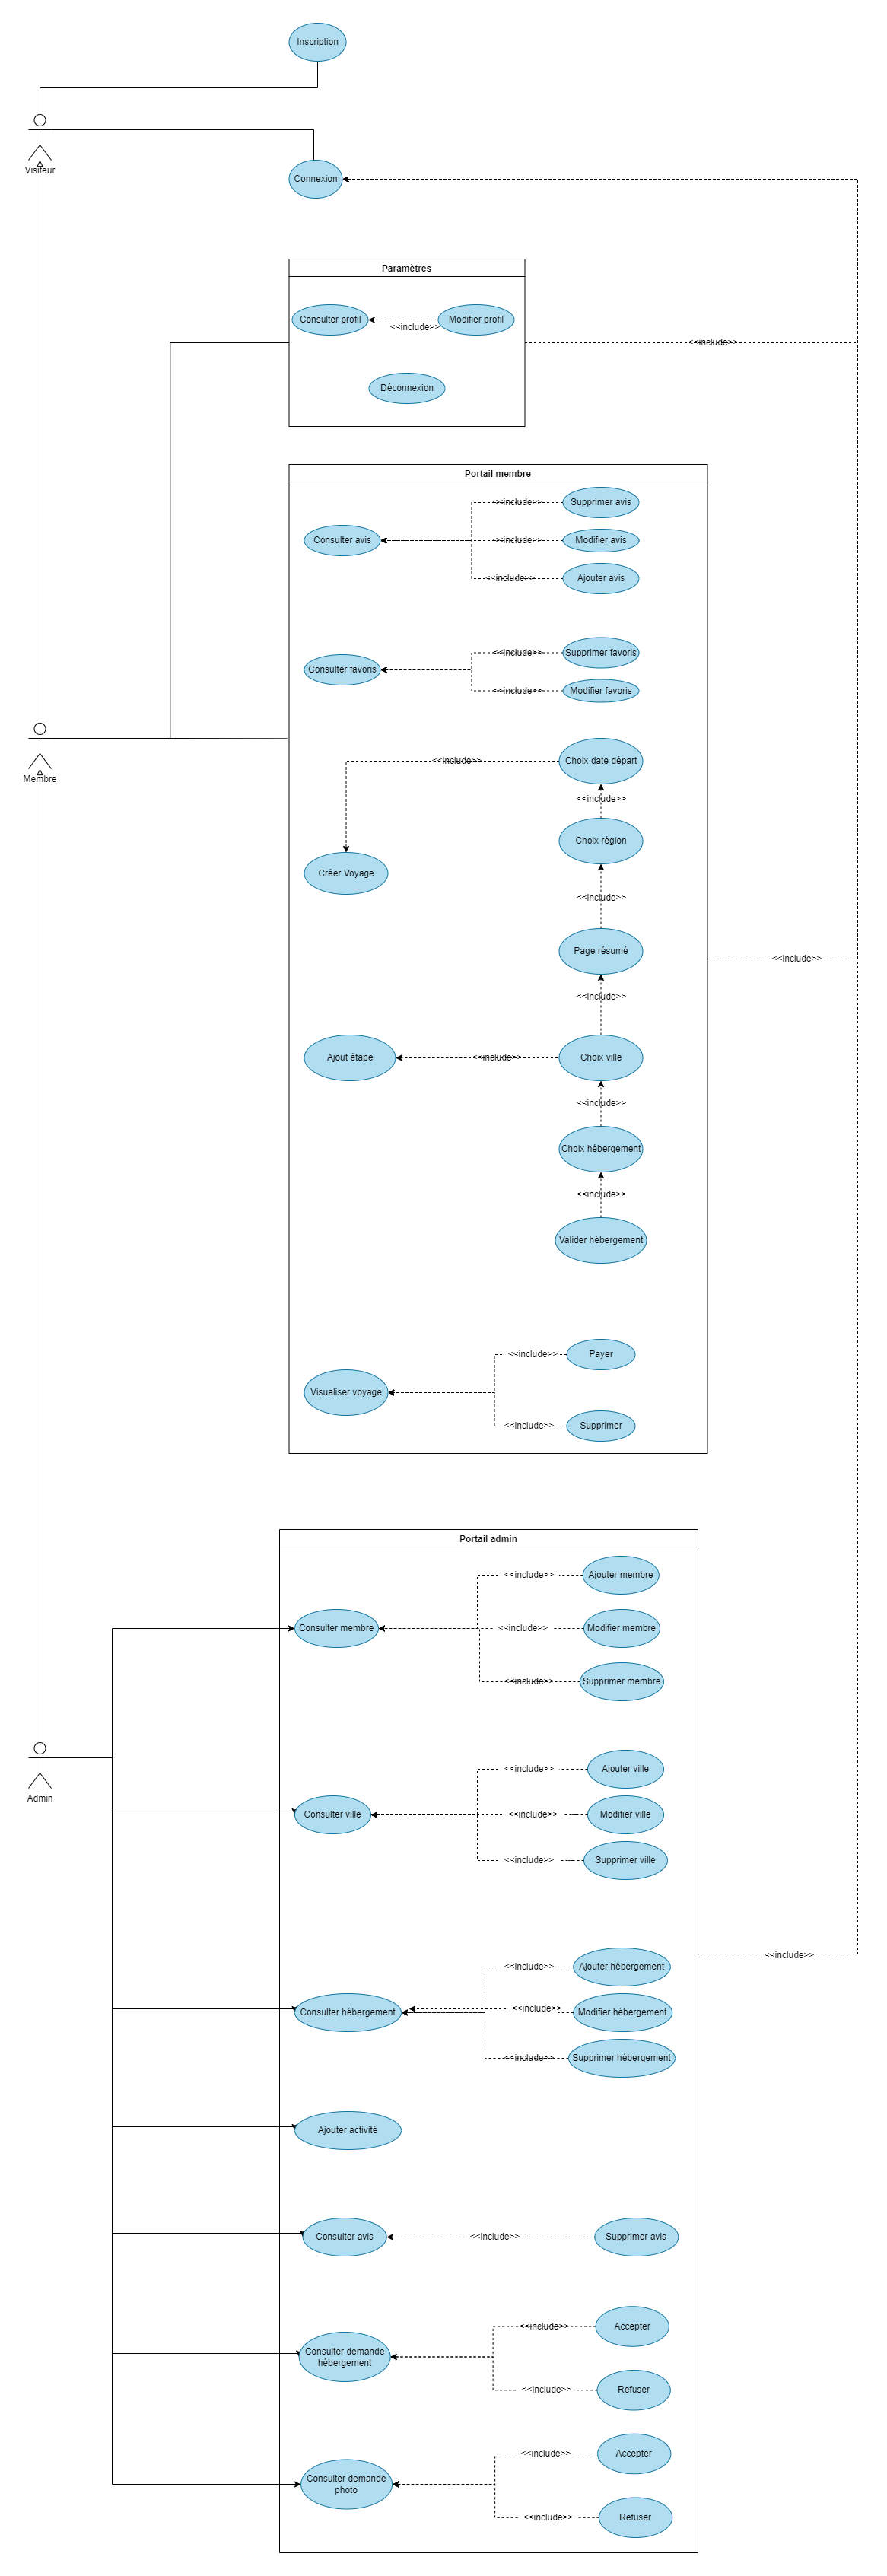 Inscription
Visiteur
Connexion
Paramètres
Consulter profil
<<include>>
Modifier profil
<<include>>
Déconnexion
Portail membre
<<include>>
Supprimer avis
Consulter avis
<<include>>
Modifier avis
<<include>>
Ajouter avis
<<include>>
Supprimer favoris
Consulter favoris
<<include>>
Modifier favoris
Membre
<<include>>
Choix date départ
<<include>>
Choix région
Créer Voyage
<<include>>
Page résumé
<<include>>
<<include>>
Ajout étape
<<include>>
Choix ville
<<include>>
Choix hébergement
<<include>>
Valider hébergement
<<include>>
Payer
Visualiser voyage
<<include>>
Supprimer
Portail admin
<<include>>
Ajouter membre
Consulter membre
<<include>>
Modifier membre
<<include>>
Supprimer membre
Admin
<<include>>
Ajouter ville
Consulter ville
<<include>>
Modifier ville
<<include>>
Supprimer ville
<<include>>
<<include>>
Ajouter hébergement
Consulter hébergement
<<include>>
Modifier hébergement
<<include>>
Supprimer hébergement
Ajouter activité
Consulter avis
<<include>>
Supprimer avis
<<include>>
Accepter
Consulter demande
hébergement
<<include>>
Refuser
<<include>>
Accepter
Consulter demande
photo
<<include>>
Refuser